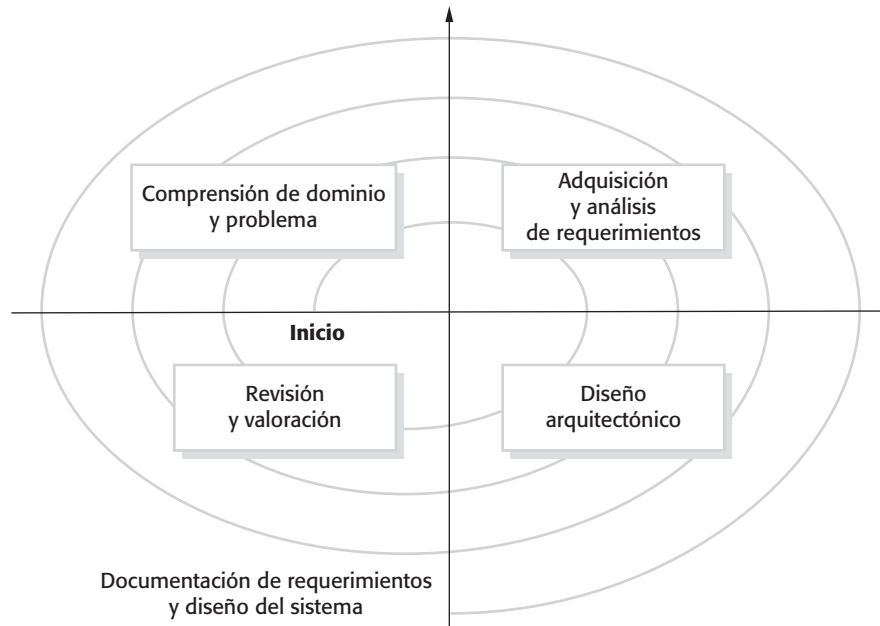 Comprensión de dominio
y problema
Adquisición
y análisis
de requerimientos
Inicio
Revisión
y valoración
Diseño
arquitectónico
Documentación de requerimientos
y diseño del sistema